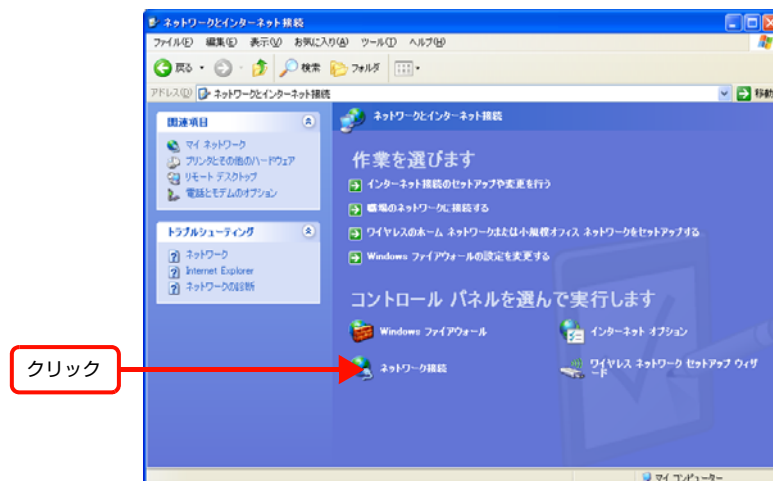 ネットワークとインターネット接続
ファイル(F) 編集(E) 表示(V) お気に入り(A) ツール(T) ヘルプ(H)
戻る 検索 フォルダ
アドレス(D) ネットワークとインターネット接続 移動
関連項目
マイ ネットワーク
プリンタとその他のハードウェア
リモート デスクトップ
電話とモデムのオプション
トラブルシューティング
ネットワーク
Internet Explorer
ネットワークの診断
ネットワークとインターネット接続
作業を選びます
インターネット接続のセットアップや変更を行う
職場のネットワークに接続する
ワイヤレスのホーム ネットワークまたは小規模オフィス ネットワークをセットアップする
Windows ファイアウォールの設定を変更する
コントロール パネルを選んで実行します
Windows ファイアウォール
インターネット オプション
ネットワーク接続
ワイヤレス ネットワーク セットアップ ウィザ
ード
クリック
マイ コンピューター